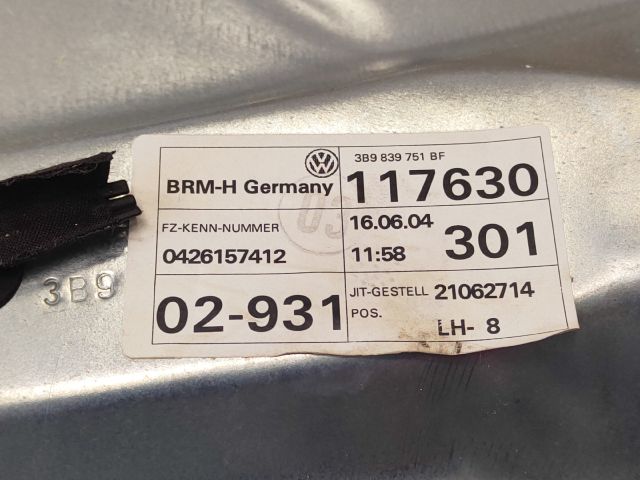 3B9 839 751 BF
BRM-H Germany 117630
FZ-KENN-NUMMER 16.06.04
0426157412 11:58 301
02-931 JIT-GESTELL 21062714
POS. LH- 8
3B9